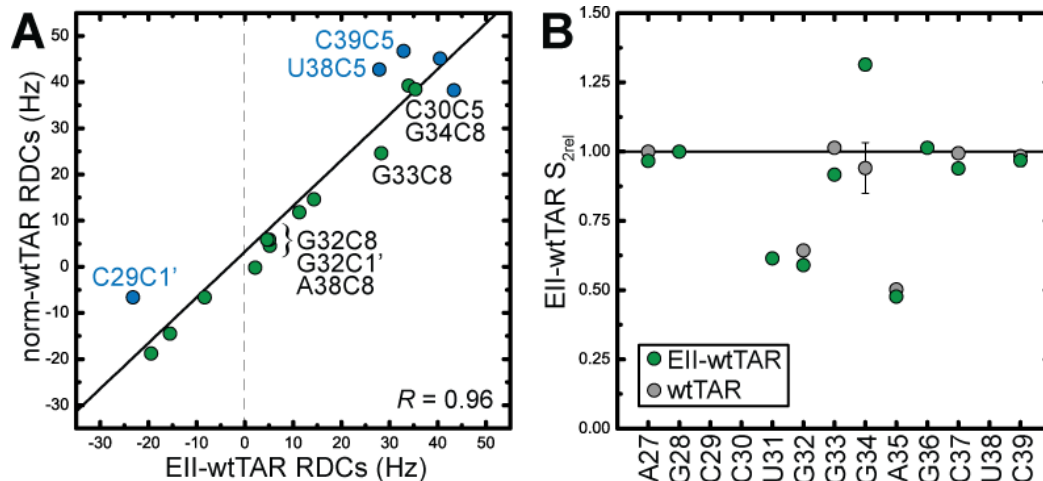 A
norm-wtTAR RDCs (Hz)
50
40
30
20
10
0
-10
-20
-30
C39C5
U38C5
C30C5
G34C8
G33C8
G32C8
G32C1'
A38C8
C29C1'
R = 0.96
-30 -20 -10 0 10 20 30 40 50
EII-wtTAR RDCs (Hz)
B
EII-wtTAR S2rel
1.50
1.25
1.00
0.75
0.50
0.25
0.00
EII-wtTAR
wtTAR
A27
G28
C29
C30
U31
G32
G33
G34
A35
G36
C37
U38
C39